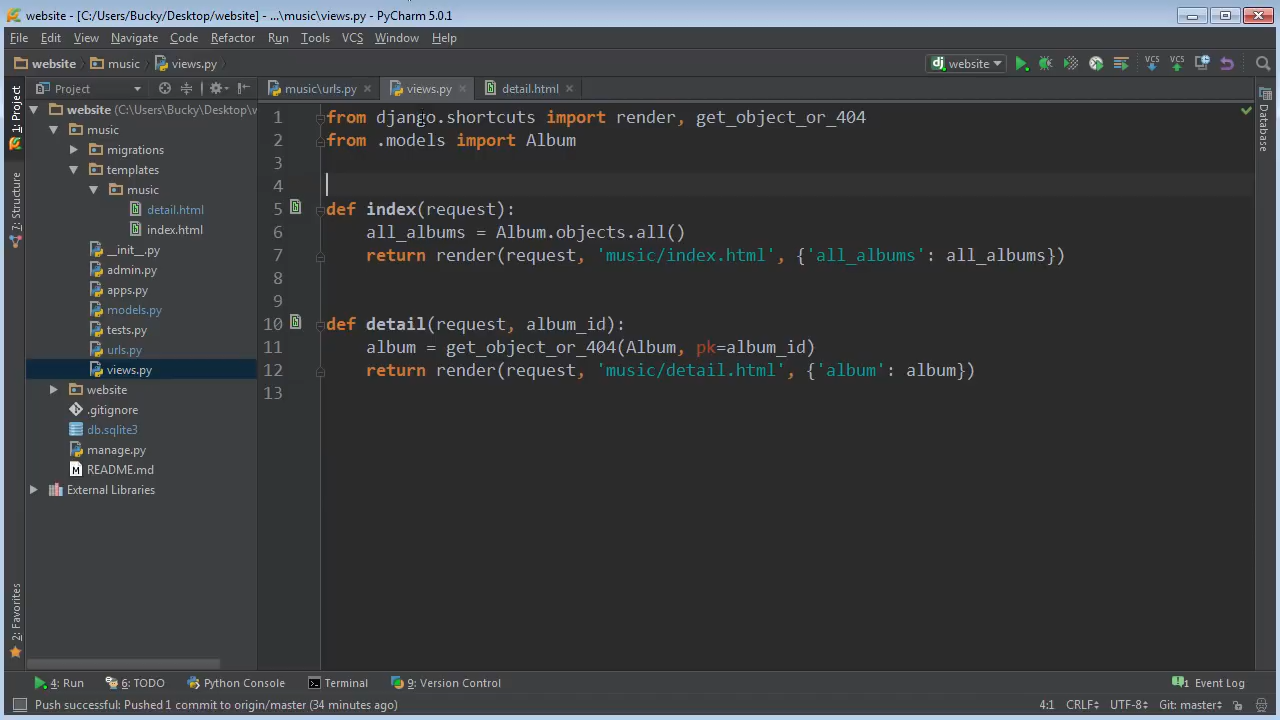 website - [C:/Users/Bucky/Desktop/website] - ...\music\views.py - PyCharm 5.0.1
File Edit View Navigate Code Refactor Run Tools VCS Window Help
website music views.py dj website VCS VCS
1: Project
7: Structure
2: Favorites
Project
website (C:\Users\Bucky\Desktop\w
music
migrations
templates
music
detail.html
index.html
__init__.py
admin.py
apps.py
models.py
tests.py
urls.py
views.py
website
.gitignore
db.sqlite3
manage.py
README.md
External Libraries
music\urls.py views.py detail.html
1 from django.shortcuts import render, get_object_or_404
2 from .models import Album
3
4
5 def index(request):
6 all_albums = Album.objects.all()
7 return render(request, 'music/index.html', {'all_albums': all_albums})
8
9
10 def detail(request, album_id):
11 album = get_object_or_404(Album, pk=album_id)
12 return render(request, 'music/detail.html', {'album': album})
13
Database
4: Run 6: TODO Python Console Terminal 9: Version Control 1 Event Log
Push successful: Pushed 1 commit to origin/master (34 minutes ago) 4:1 CRLF UTF-8 Git: master